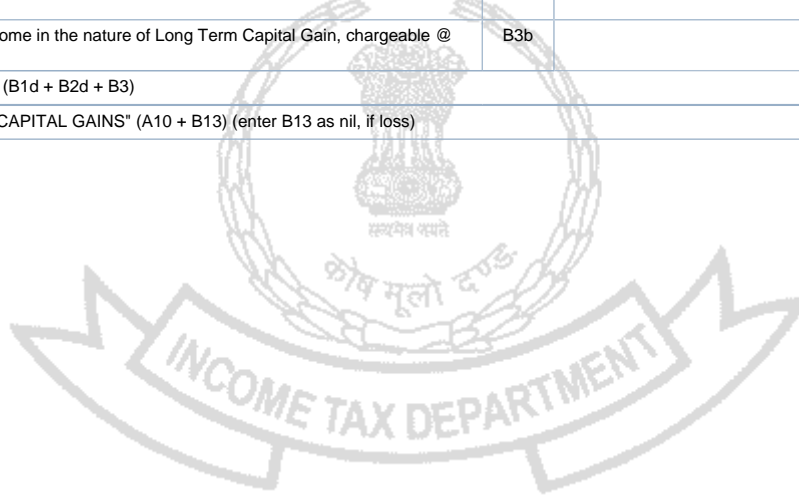 ome in the nature of Long Term Capital Gain, chargeable @
B3b
(B1d + B2d + B3)
CAPITAL GAINS" (A10 + B13) (enter B13 as nil, if loss)
सत्यमेव जयते
कोष मूलो दण्डः
INCOME TAX DEPARTMENT